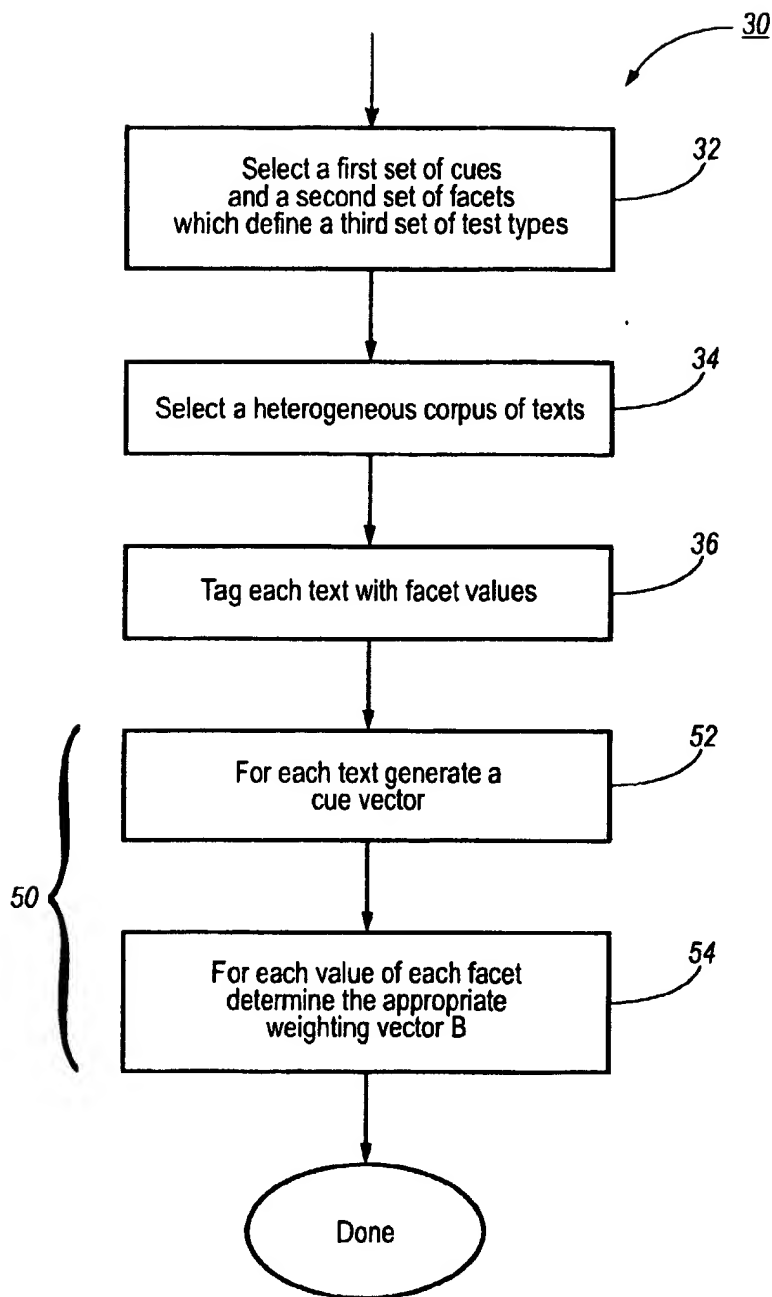 30
Select a first set of cues
and a second set of facets
which define a third set of test types
32
Select a heterogeneous corpus of texts
34
Tag each text with facet values
36
For each text generate a
cue vector
52
50
For each value of each facet
determine the appropriate
weighting vector B
54
Done